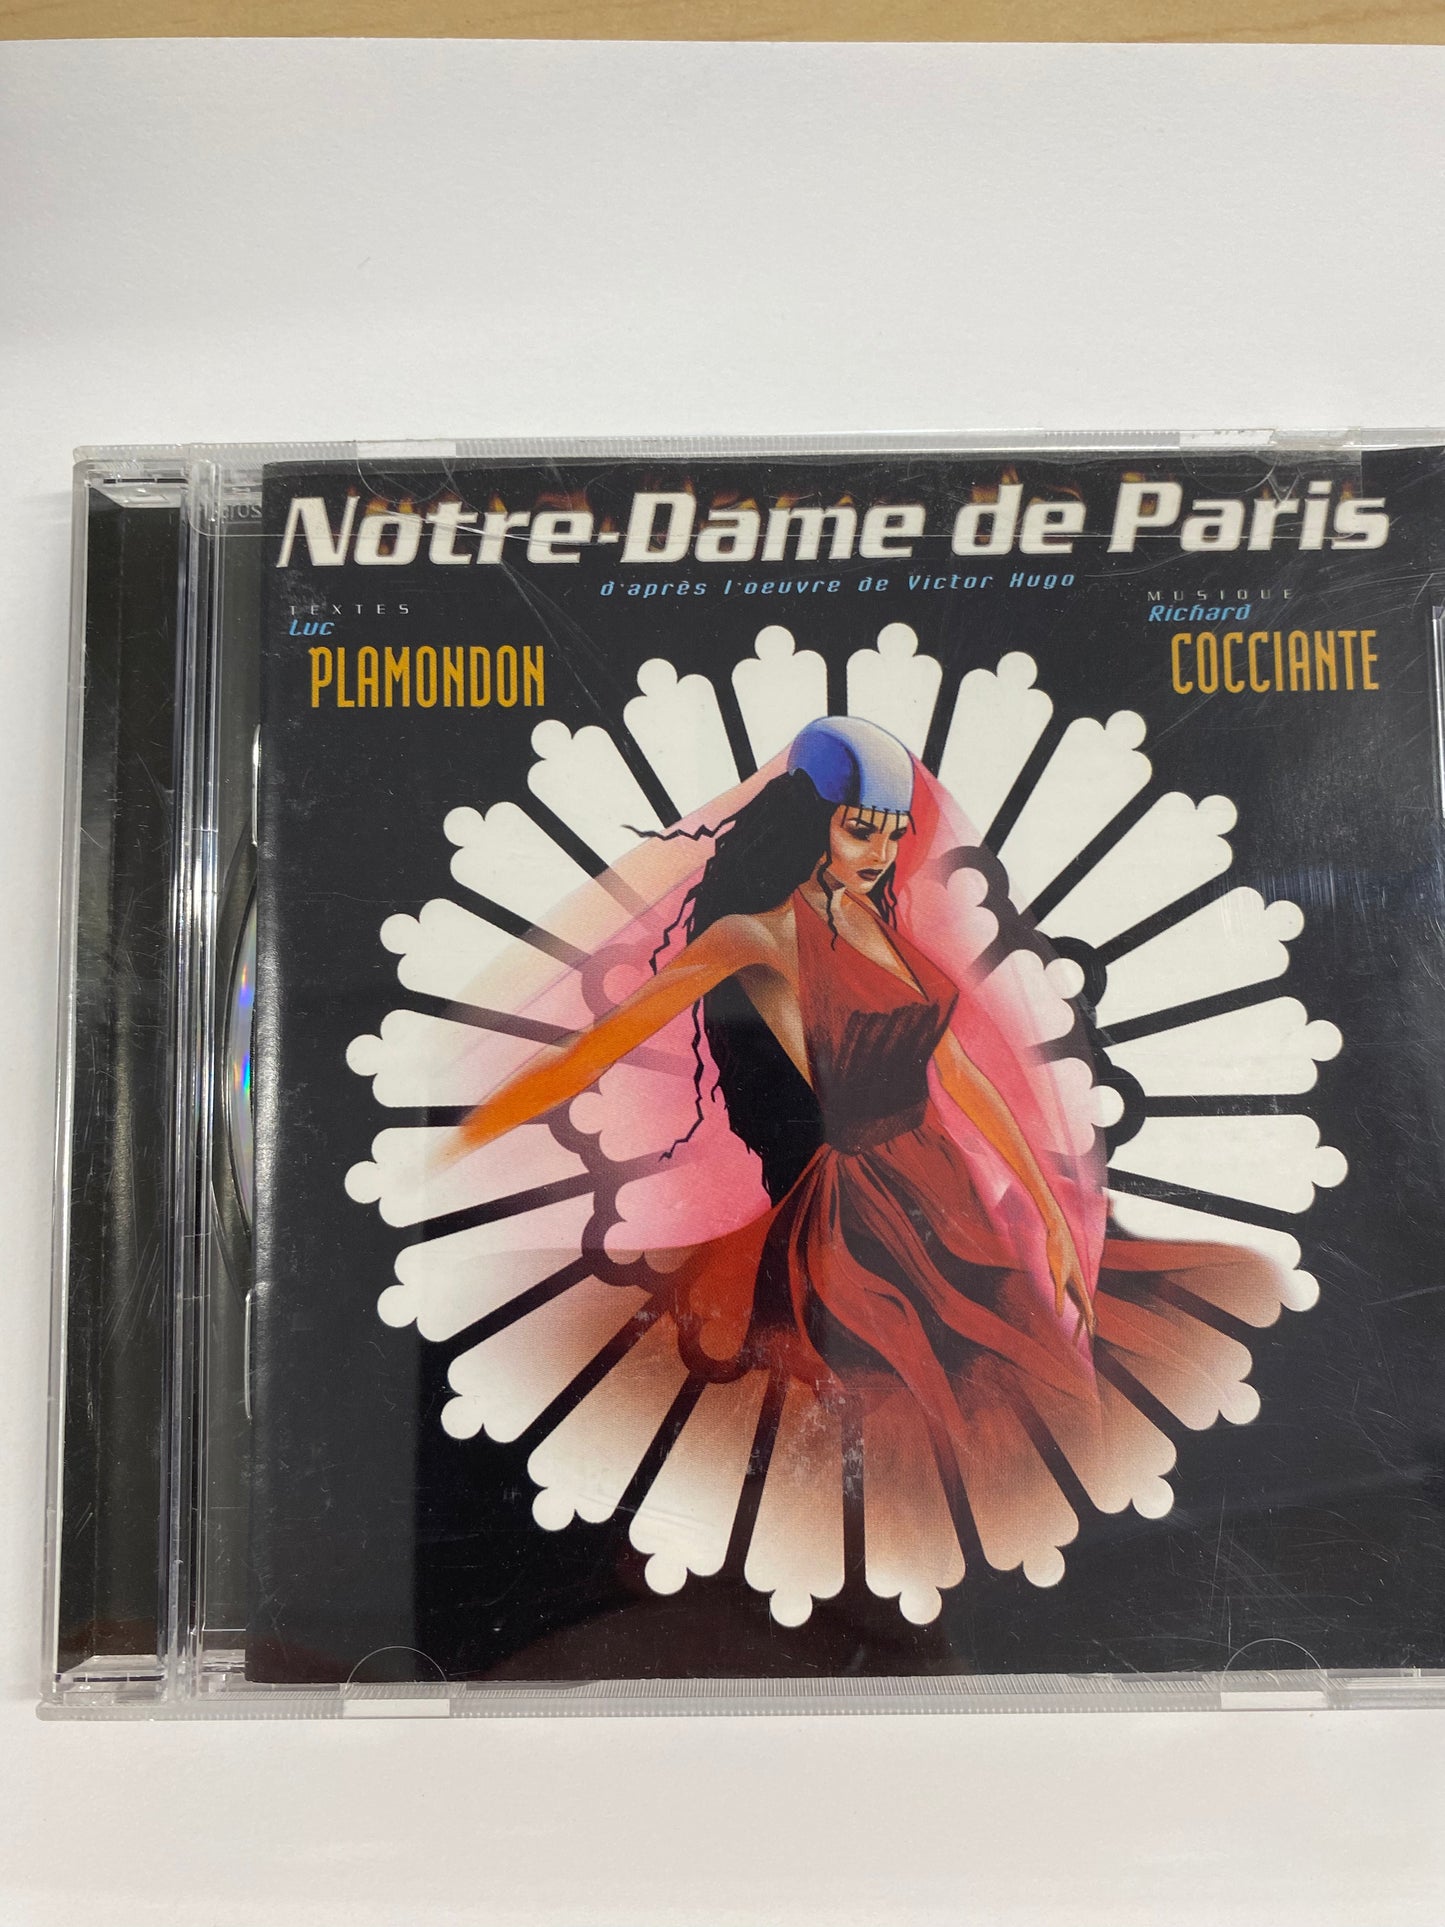 Notre-Dame de Paris
d'après l'oeuvre de Victor Hugo
TEXTES
Luc
PLAMONDON
MUSIQUE
Richard
COCCIANTE